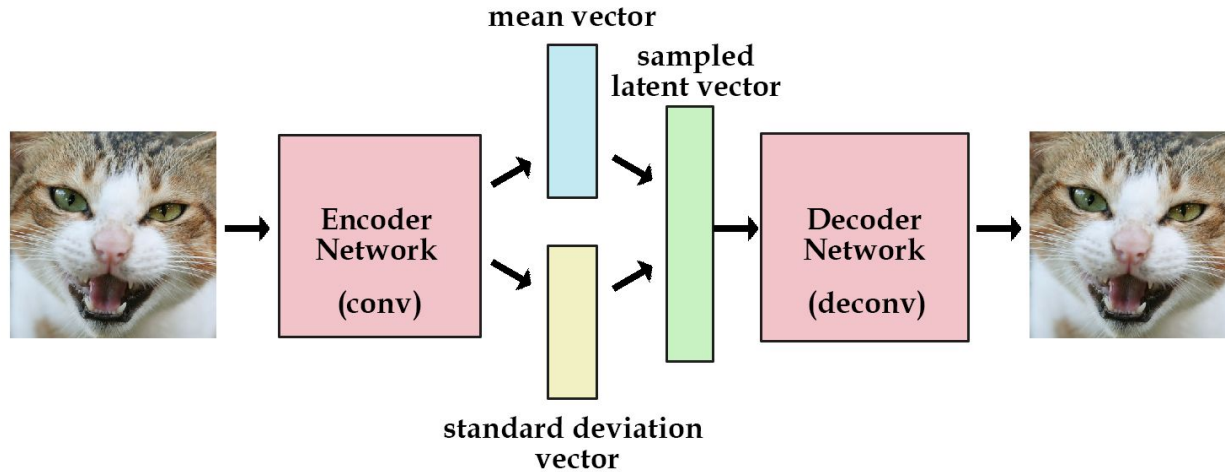 mean vector
sampled
latent vector
Encoder
Network
(conv)
Decoder
Network
(deconv)
standard deviation
vector